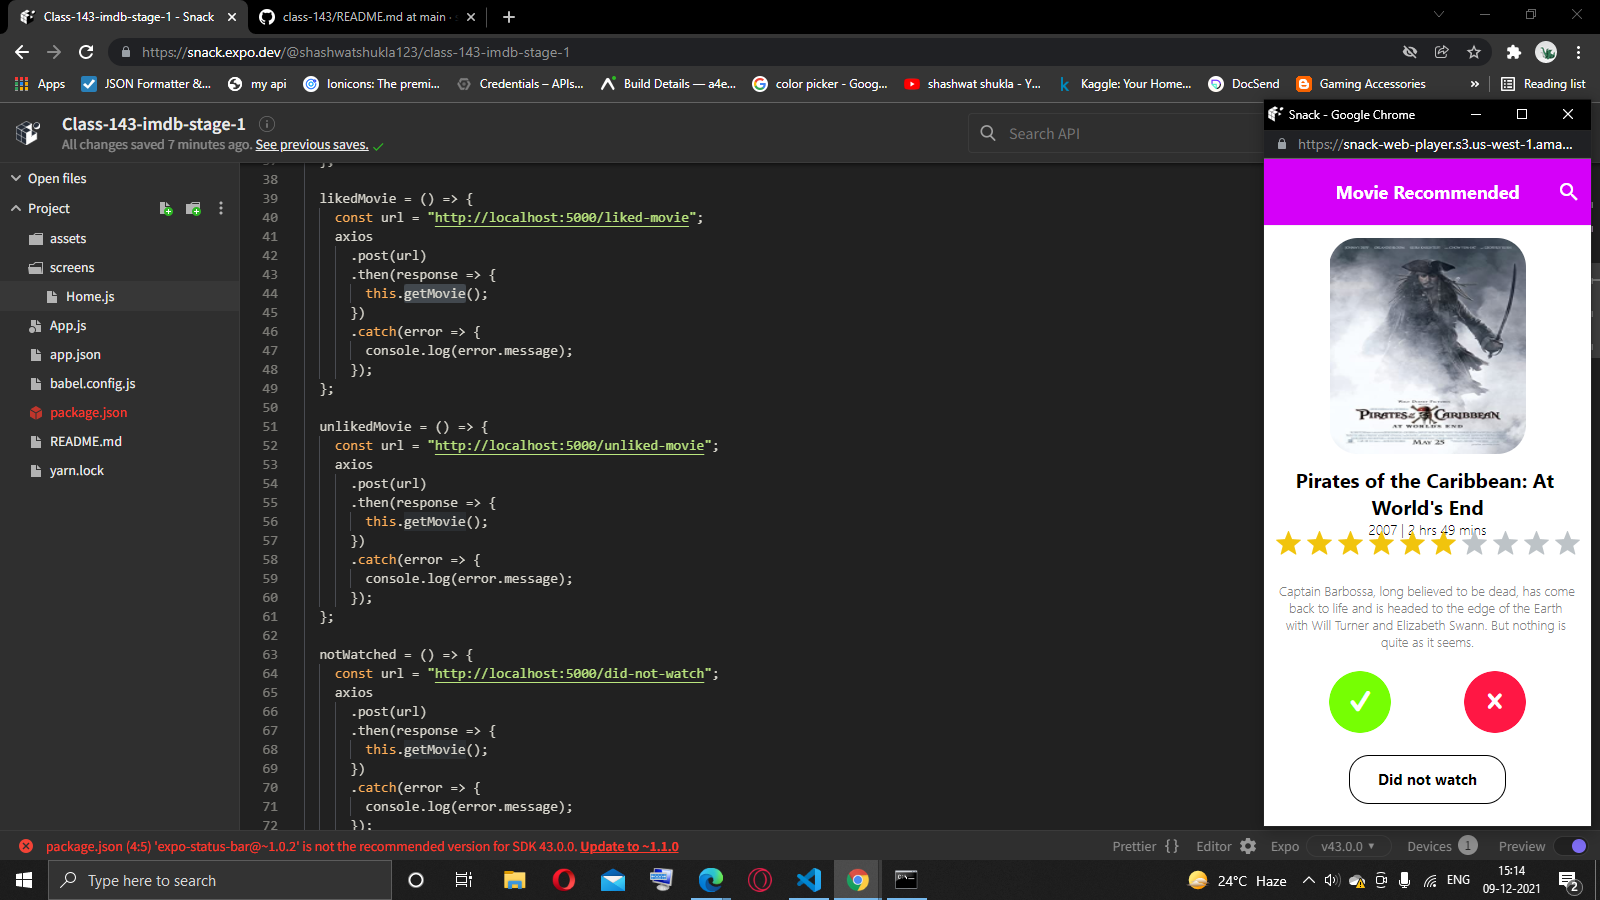 Class-143-imdb-stage-1 - Snack
class-143/README.md at main ·
https://snack.expo.dev/@shashwatshukla123/class-143-imdb-stage-1
Apps
JSON Formatter &...
my api
Ionicons: The premi...
Credentials – APIs...
Build Details — a4e...
color picker - Goog...
shashwat shukla - Y...
Kaggle: Your Home...
DocSend
Gaming Accessories
»
Reading list
Class-143-imdb-stage-1
All changes saved 7 minutes ago. See previous saves.
Search API
Open files
Project
assets
screens
Home.js
App.js
app.json
babel.config.js
package.json
README.md
yarn.lock
38
39 likedMovie = () => {
40 const url = "http://localhost:5000/liked-movie";
41 axios
42 .post(url)
43 .then(response => {
44 this.getMovie();
45 })
46 .catch(error => {
47 console.log(error.message);
48 });
49 };
50
51 unlikedMovie = () => {
52 const url = "http://localhost:5000/unliked-movie";
53 axios
54 .post(url)
55 .then(response => {
56 this.getMovie();
57 })
58 .catch(error => {
59 console.log(error.message);
60 });
61 };
62
63 notWatched = () => {
64 const url = "http://localhost:5000/did-not-watch";
65 axios
66 .post(url)
67 .then(response => {
68 this.getMovie();
69 })
70 .catch(error => {
71 console.log(error.message);
72 });
Snack - Google Chrome
https://snack-web-player.s3.us-west-1.ama...
Movie Recommended
PIRATES of the CARIBBEAN
AT WORLD'S END
MAY 25
Pirates of the Caribbean: At
World's End
2007 | 2 hrs 49 mins
Captain Barbossa, long believed to be dead, has come
back to life and is headed to the edge of the Earth
with Will Turner and Elizabeth Swann. But nothing is
quite as it seems.
Did not watch
package.json (4:5) 'expo-status-bar@~1.0.2' is not the recommended version for SDK 43.0.0. Update to ~1.1.0
Prettier {}
Editor
Expo
v43.0.0
Devices 1
Preview
Type here to search
24°C Haze
ENG
15:14
09-12-2021
2